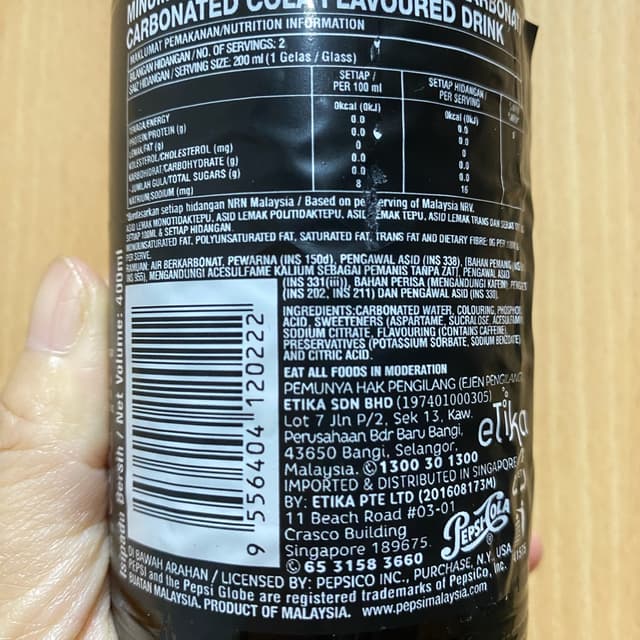 CARBONATED COLA FLAVOURED DRINK
MAKLUMAT PEMAKANAN/NUTRITION INFORMATION
HIDANGAN/NO. OF SERVINGS: 2
SAIZ HIDANGAN/SERVING SIZE: 200 ml (1 Gelas / Glass)
SETIAP / PER 100 ml
SETIAP HIDANGAN/ PER SERVING
TENAGA/ENERGY 0kcal (0kJ) 0kcal (0kJ)
PROTEIN/PROTEIN (g) 0.0 0.0
FAT (g) 0.0 0.0
KOLESTEROL/CHOLESTEROL (mg) 0 0
KARBOHIDRAT/CARBOHYDRATE (g) 0.0 0.0
JUMLAH GULA/TOTAL SUGARS (g) 0.0 0.0
NATRIUM/SODIUM (mg) 8 16
*Berdasarkan setiap hidangan NRN Malaysia / Based on per serving of Malaysia NRV.
ASID LEMAK MONOTIDAKTEPU, ASID LEMAK POLITIDAKTEPU, ASID LEMAK TEPU, ASID LEMAK TRANS DAN
SETIAP 100ML & SETIAP HIDANGAN.
MONOUNSATURATED FAT, POLYUNSATURATED FAT, SATURATED FAT, TRANS FAT AND DIETARY FIBRE: 0g PER 100ML &
PER SERVE.
RAMUAN: AIR BERKARBONAT, PEWARNA (INS 150d), PENGAWAL ASID (INS 338), (BAHAN PEMANIS
INS 955), MENGANDUNGI ACESULFAME KALIUM SEBAGAI PEMANIS TANPA ZAT), PENGAWAL ASID
(INS 331(iii)), BAHAN PERISA (MENGANDUNGI KAFEIN),
(INS 202, INS 211) DAN PENGAWAL ASID (INS 330).
INGREDIENTS: CARBONATED WATER, COLOURING, PHOSPHORIC
ACID, SWEETENERS (ASPARTAME, SUCRALOSE, ACESULFAME
SODIUM CITRATE, FLAVOURING (CONTAINS CAFFEINE),
PRESERVATIVES (POTASSIUM SORBATE, SODIUM BENZOATE)
AND CITRIC ACID.
EAT ALL FOODS IN MODERATION
PEMUNYA HAK PENGILANG (EJEN PENGILANG)
ETIKA SDN BHD (197401000305)
Lot 7 Jln P/2, Sek 13, Kaw.
Perusahaan Bdr Baru Bangi,
43650 Bangi, Selangor,
Malaysia. 1300 30 1300
etika
IMPORTED & DISTRIBUTED IN SINGAPORE
BY: ETIKA PTE LTD (201608173M)
11 Beach Road #03-01
Crasco Building
Singapore 189675.
65 3158 3660
PEPSI-COLA
9 556404 120222
Isipadu Bersih / Net Volume: 400ml
DI BAWAH ARAHAN / LICENSED BY: PEPSICO INC., PURCHASE, N.Y. USA.
PEPSI and the Pepsi Globe are registered trademarks of PepsiCo, Inc.
BUATAN MALAYSIA. PRODUCT OF MALAYSIA. www.pepsimalaysia.com